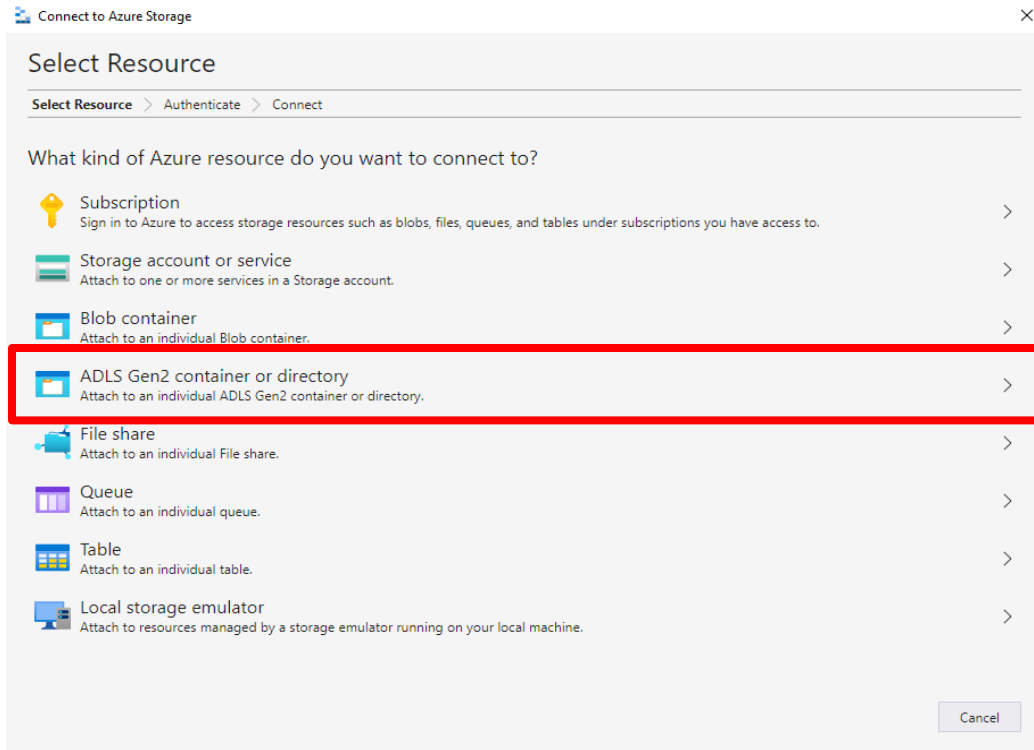 Connect to Azure Storage
Select Resource
Select Resource
Authenticate
Connect
What kind of Azure resource do you want to connect to?
Subscription
Sign in to Azure to access storage resources such as blobs, files, queues, and tables under subscriptions you have access to.
Storage account or service
Attach to one or more services in a Storage account.
Blob container
Attach to an individual Blob container.
ADLS Gen2 container or directory
Attach to an individual ADLS Gen2 container or directory.
File share
Attach to an individual File share.
Queue
Attach to an individual queue.
Table
Attach to an individual table.
Local storage emulator
Attach to resources managed by a storage emulator running on your local machine.
Cancel